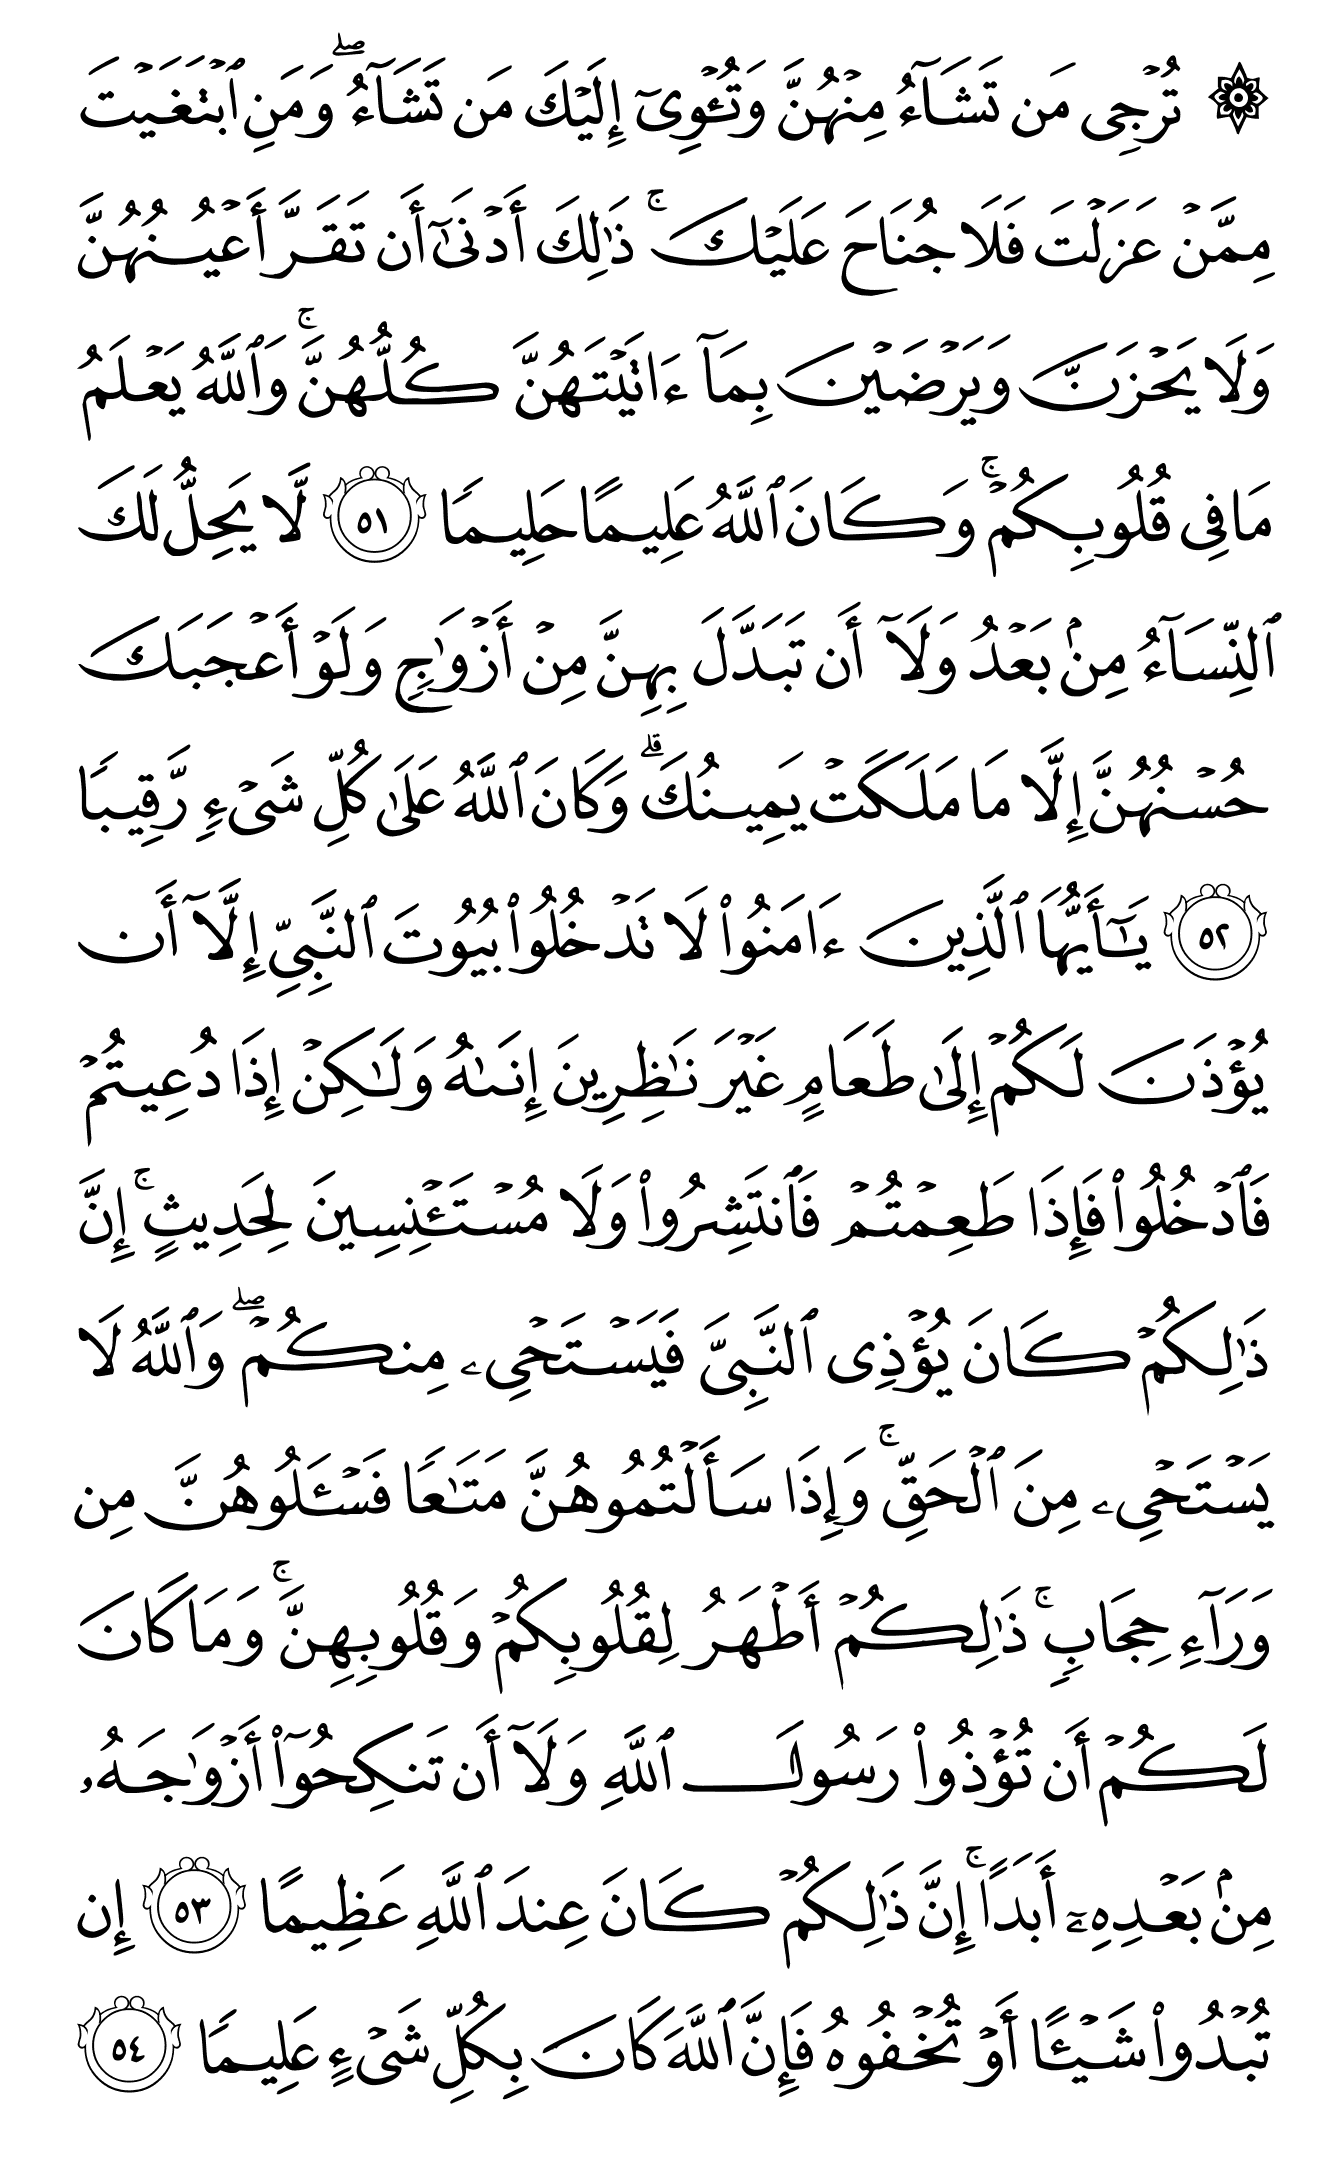 ۞ تُرْجِى مَن تَشَآءُ مِنْهُنَّ وَتُـْٔوِىٓ إِلَيْكَ مَن تَشَآءُ ۖ وَمَنِ ٱبْتَغَيْتَ
مِمَّنْ عَزَلْتَ فَلَا جُنَاحَ عَلَيْكَ ۚ ذَٰلِكَ أَدْنَىٰٓ أَن تَقَرَّ أَعْيُنُهُنَّ
وَلَا يَحْزَنَّ وَيَرْضَيْنَ بِمَآ ءَاتَيْتَهُنَّ كُلُّهُنَّ ۚ وَٱللَّهُ يَعْلَمُ
مَا فِى قُلُوبِكُمْ ۚ وَكَانَ ٱللَّهُ عَلِيمًا حَلِيمًا ٥١ لَّا يَحِلُّ لَكَ
ٱلنِّسَآءُ مِنۢ بَعْدُ وَلَآ أَن تَبَدَّلَ بِهِنَّ مِنْ أَزْوَٰجٍ وَلَوْ أَعْجَبَكَ
حُسْنُهُنَّ إِلَّا مَا مَلَكَتْ يَمِينُكَ ۗ وَكَانَ ٱللَّهُ عَلَىٰ كُلِّ شَىْءٍ رَّقِيبًا
٥٢ يَـٰٓأَيُّهَا ٱلَّذِينَ ءَامَنُوا۟ لَا تَدْخُلُوا۟ بُيُوتَ ٱلنَّبِىِّ إِلَّآ أَن
يُؤْذَنَ لَكُمْ إِلَىٰ طَعَامٍ غَيْرَ نَـٰظِرِينَ إِنَىٰهُ وَلَـٰكِنْ إِذَا دُعِيتُمْ
فَٱدْخُلُوا۟ فَإِذَا طَعِمْتُمْ فَٱنتَشِرُوا۟ وَلَا مُسْتَـْٔنِسِينَ لِحَدِيثٍ ۚ إِنَّ
ذَٰلِكُمْ كَانَ يُؤْذِى ٱلنَّبِىَّ فَيَسْتَحْىِۦ مِنكُمْ ۖ وَٱللَّهُ لَا
يَسْتَحْىِۦ مِنَ ٱلْحَقِّ ۚ وَإِذَا سَأَلْتُمُوهُنَّ مَتَـٰعًا فَسْـَٔلُوهُنَّ مِن
وَرَآءِ حِجَابٍ ۚ ذَٰلِكُمْ أَطْهَرُ لِقُلُوبِكُمْ وَقُلُوبِهِنَّ ۚ وَمَا كَانَ
لَكُمْ أَن تُؤْذُوا۟ رَسُولَ ٱللَّهِ وَلَآ أَن تَنكِحُوٓا۟ أَزْوَٰجَهُۥ
مِنۢ بَعْدِهِۦٓ أَبَدًا ۚ إِنَّ ذَٰلِكُمْ كَانَ عِندَ ٱللَّهِ عَظِيمًا ٥٣ إِن
تُبْدُوا۟ شَيْـًٔا أَوْ تُخْفُوهُ فَإِنَّ ٱللَّهَ كَانَ بِكُلِّ شَىْءٍ عَلِيمًا ٥٤